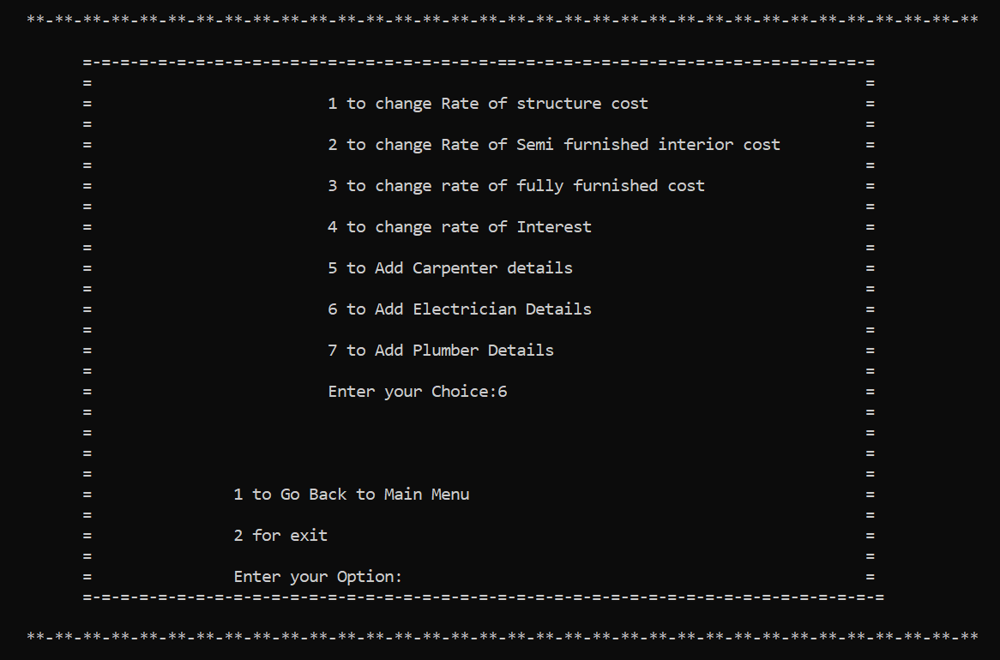 **-**-**-**-**-**-**-**-**-**-**-**-**-**-**-**-**-**-**-**-**-**-**-**-**-**-**-**-**-**-**-**-**-**
=-=-=-=-=-=-=-=-=-=-=-=-=-=-=-=-=-=-=-=-=-=-==-=-=-=-=-=-=-=-=-=-=-=-=-=-=-=-=-=-=-=
= =
= 1 to change Rate of structure cost =
= =
= 2 to change Rate of Semi furnished interior cost =
= =
= 3 to change rate of fully furnished cost =
= =
= 4 to change rate of Interest =
= =
= 5 to Add Carpenter details =
= =
= 6 to Add Electrician Details =
= =
= 7 to Add Plumber Details =
= =
= Enter your Choice:6 =
= =
= =
= =
= =
= 1 to Go Back to Main Menu =
= =
= 2 for exit =
= =
= Enter your Option: =
=-=-=-=-=-=-=-=-=-=-=-=-=-=-=-=-=-=-=-=-=-=-=-=-=-=-=-=-=-=-=-=-=-=-=-=-=-=-=-=-=-=-=
**-**-**-**-**-**-**-**-**-**-**-**-**-**-**-**-**-**-**-**-**-**-**-**-**-**-**-**-**-**-**-**-**-**